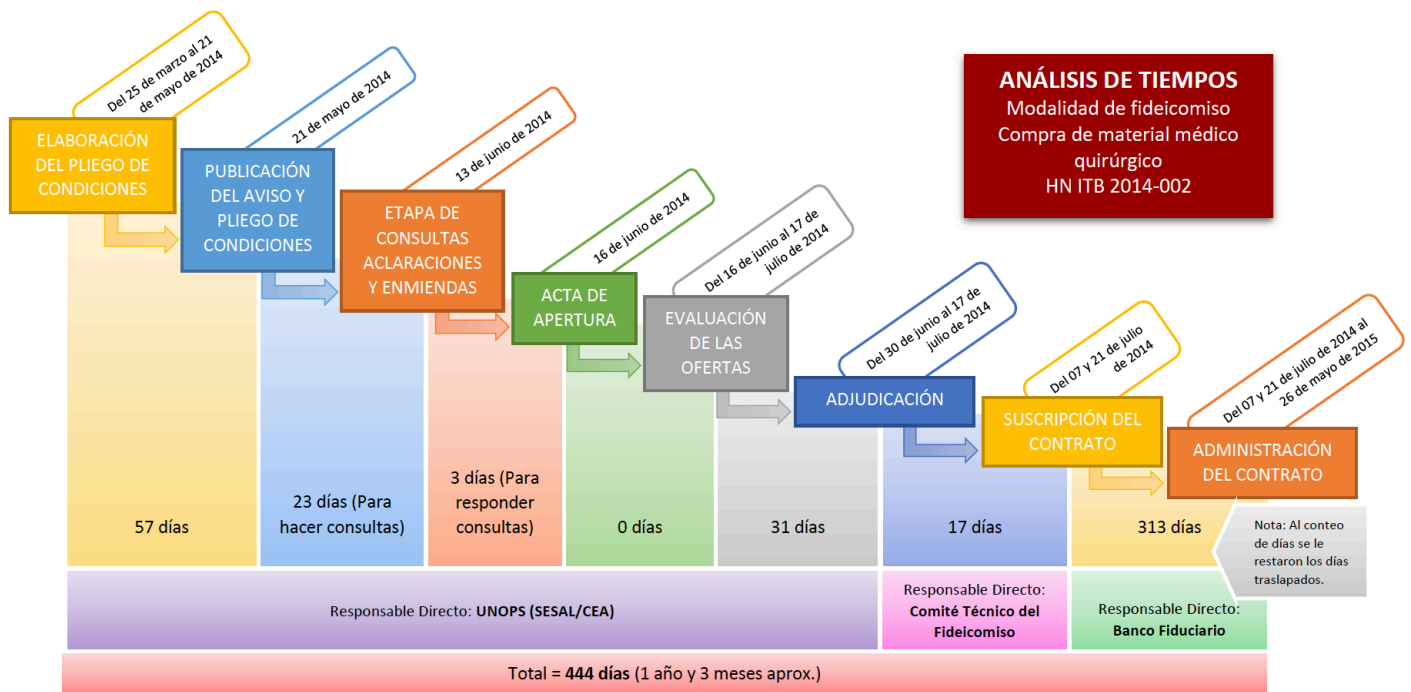 ANÁLISIS DE TIEMPOS
Modalidad de fideicomiso
Compra de material médico
quirúrgico
HN ITB 2014-002
Del 25 de marzo al 21
de mayo de 2014
ELABORACIÓN
DEL PLIEGO DE
CONDICIONES
21 de mayo de 2014
PUBLICACIÓN
DEL AVISO Y
PLIEGO DE
CONDICIONES
13 de junio de 2014
ETAPA DE
CONSULTAS
ACLARACIONES
Y ENMIENDAS
16 de junio de 2014
ACTA DE
APERTURA
Del 16 de junio al 17 de
julio de 2014
EVALUACIÓN
DE LAS
OFERTAS
Del 30 de junio al 17 de
julio de 2014
ADJUDICACIÓN
Del 07 y 21 de julio
de 2014
SUSCRIPCIÓN DEL
CONTRATO
Del 07 y 21 de julio de 2014 al
26 de mayo de 2015
ADMINISTRACIÓN
DEL CONTRATO
57 días
23 días (Para
hacer consultas)
3 días (Para
responder
consultas)
0 días
31 días
17 días
313 días
Nota: Al conteo
de días se le
restaron los días
traslapados.
Responsable Directo: UNOPS (SESAL/CEA)
Responsable Directo:
Comité Técnico del
Fideicomiso
Responsable Directo:
Banco Fiduciario
Total = 444 días (1 año y 3 meses aprox.)